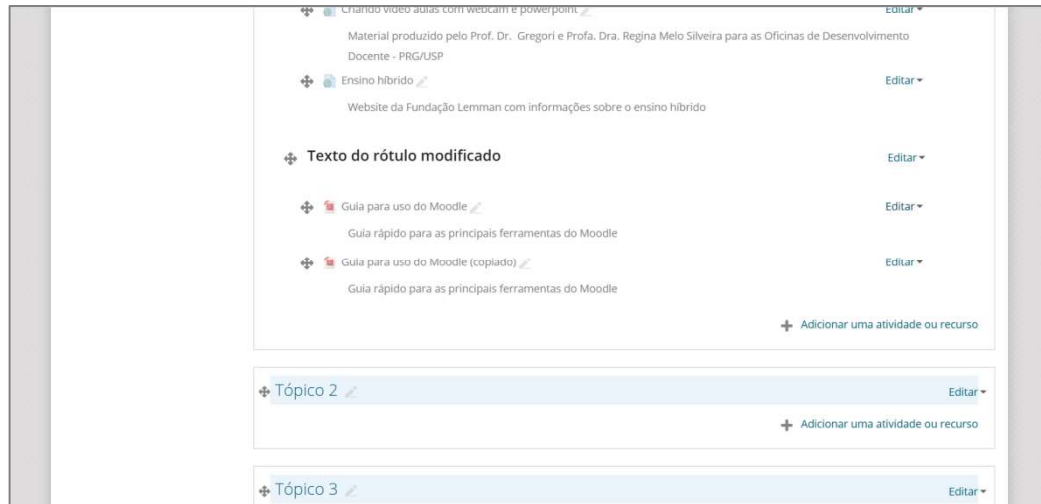 Criando vídeo aulas com webcam e powerpoint
Editar
Material produzido pelo Prof. Dr. Gregori e Profa. Dra. Regina Melo Silveira para as Oficinas de Desenvolvimento
Docente - PRG/USP
Ensino híbrido
Editar
Website da Fundação Lemman com informações sobre o ensino híbrido
Texto do rótulo modificado
Editar
Guia para uso do Moodle
Editar
Guia rápido para as principais ferramentas do Moodle
Guia para uso do Moodle (copiado)
Editar
Guia rápido para as principais ferramentas do Moodle
Adicionar uma atividade ou recurso
Tópico 2
Editar
Adicionar uma atividade ou recurso
Tópico 3
Editar